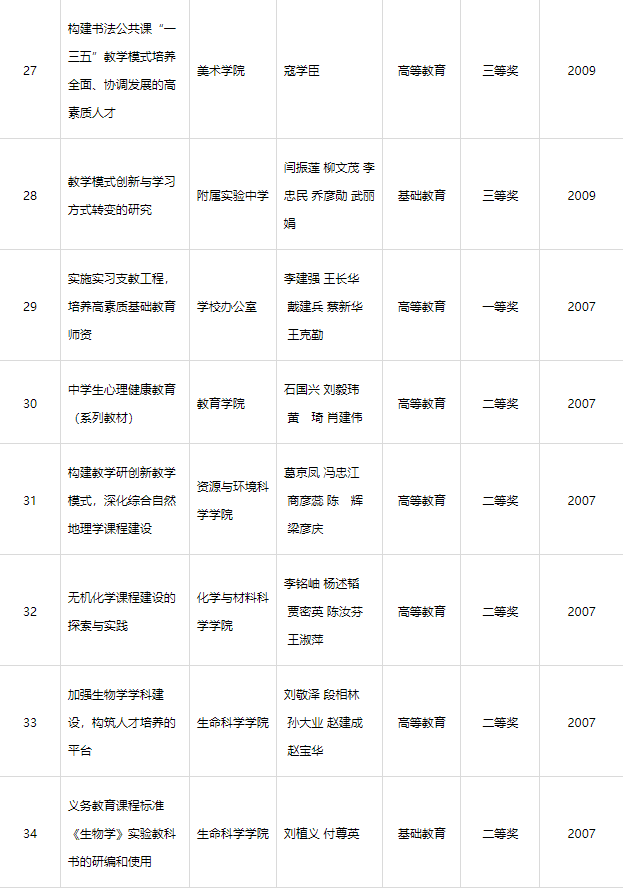 27
构建书法公共课“一
三五”教学模式培养
全面、协调发展的高
素质人才
美术学院
寇学臣
高等教育
三等奖
2009
28
教学模式创新与学习
方式转变的研究
附属实验中学
闫振莲 柳文茂 李
忠民 乔彦勋 武丽
娟
基础教育
三等奖
2009
29
实施实习支教工程，
培养高素质基础教育
师资
学校办公室
李建强 王长华
戴建兵 蔡新华
王克勤
高等教育
一等奖
2007
30
中学生心理健康教育
（系列教材）
教育学院
石国兴 刘毅玮
黄　琦 肖建伟
高等教育
二等奖
2007
31
构建教学研创新教学
模式，深化综合自然
地理学课程建设
资源与环境科
学学院
葛京凤 冯忠江
商彦蕊 陈　辉
梁彦庆
高等教育
二等奖
2007
32
无机化学课程建设的
探索与实践
化学与材料科
学学院
李铭岫 杨述韬
贾密英 陈汝芬
王淑萍
高等教育
二等奖
2007
33
加强生物学学科建
设，构筑人才培养的
平台
生命科学学院
刘敬泽 段相林
孙大业 赵建成
赵宝华
高等教育
二等奖
2007
34
义务教育课程标准
《生物学》实验教科
书的研编和使用
生命科学学院
刘植义 付尊英
基础教育
二等奖
2007